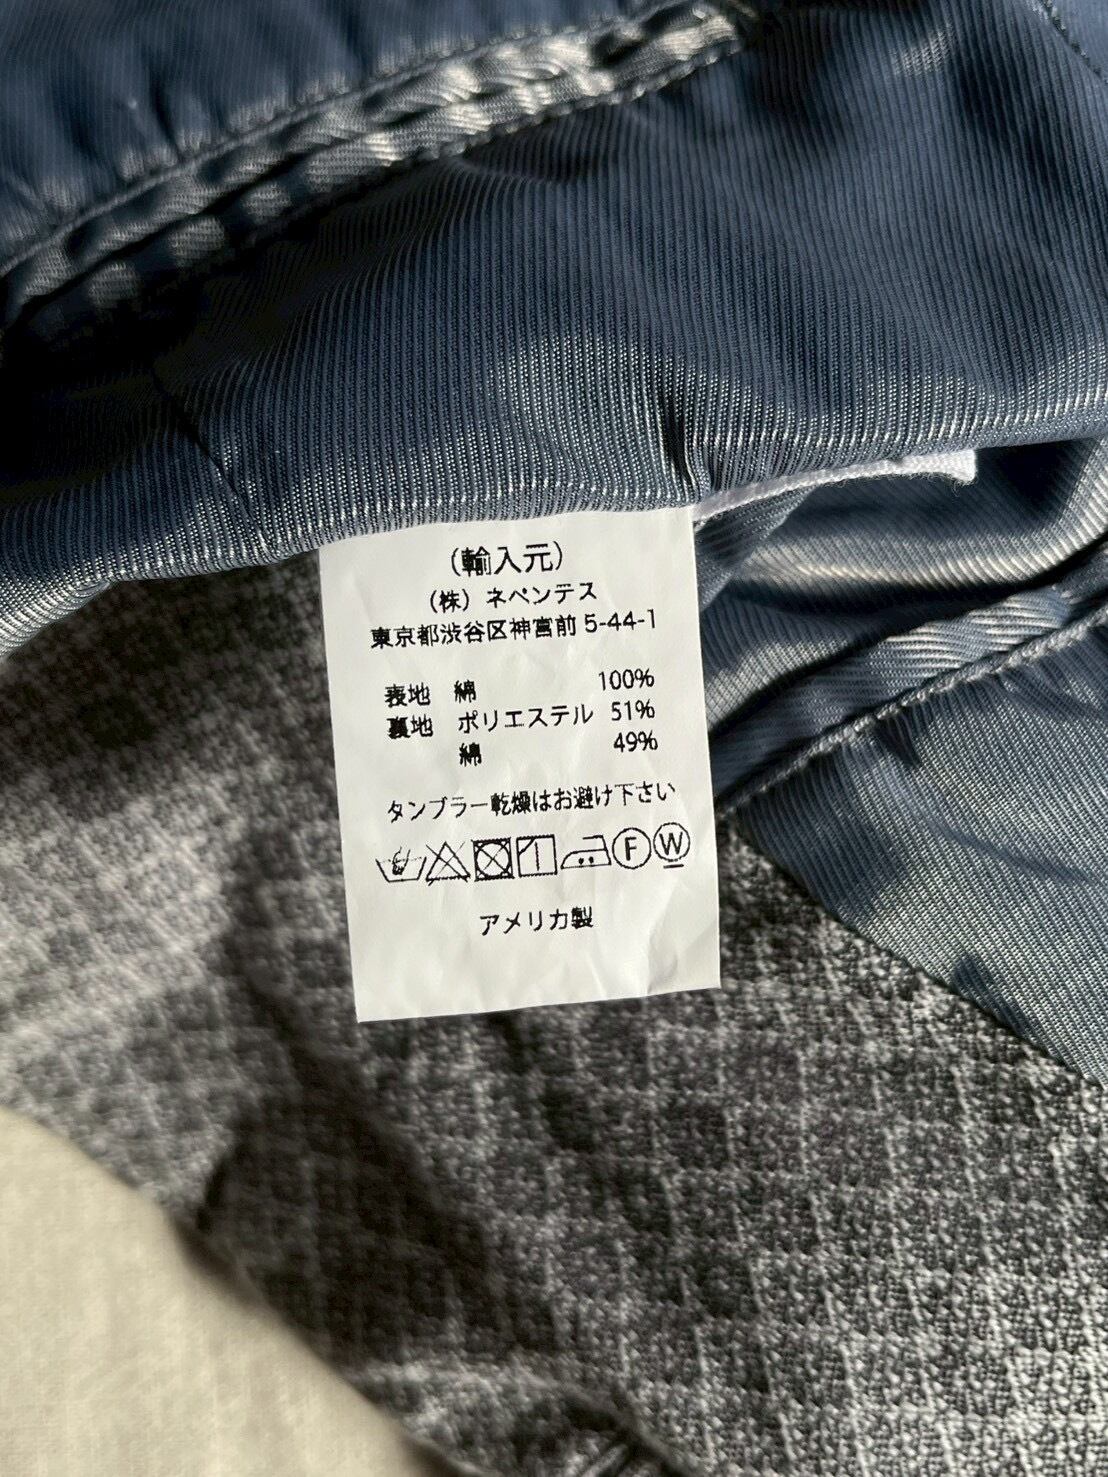 （輸入元）
（株）ネペンテス
東京都渋谷区神宮前 5-44-1
表地 綿 100%
裏地 ポリエステル 51%
綿 49%
タンブラー乾燥はお避け下さい
F W
アメリカ製